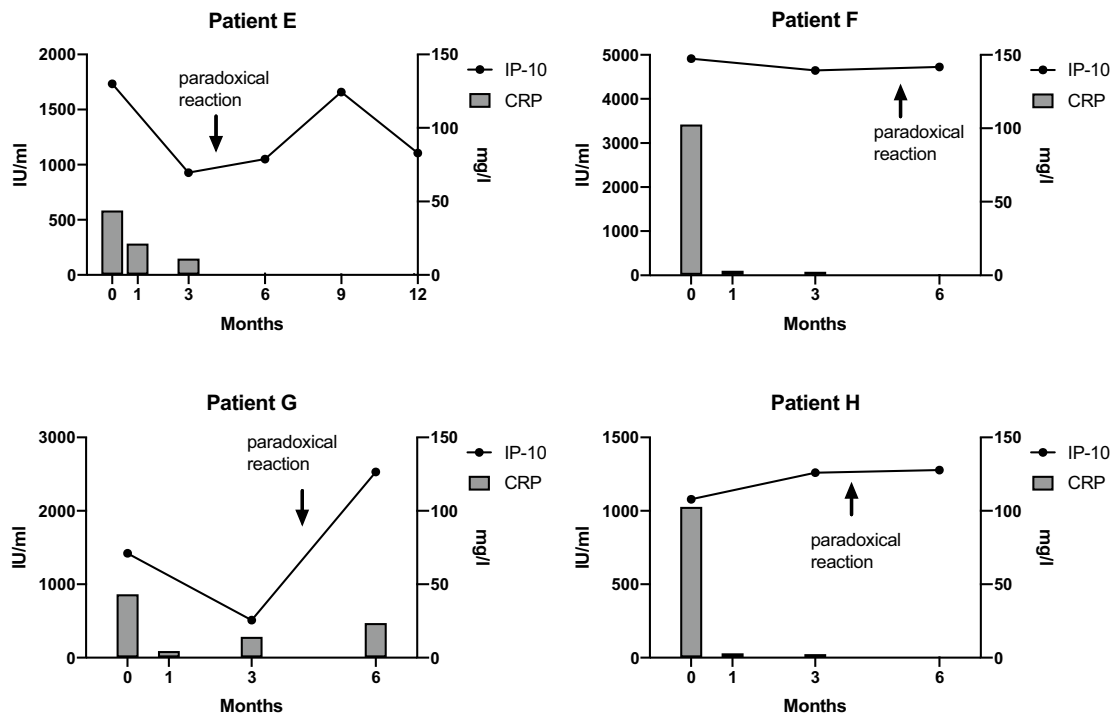 Patient E
2000
1500
1000
500
0
IU/ml
150
100
50
0
mg/l
paradoxical
reaction
0 1 3 6 9 12
Months
IP-10
CRP
Patient F
5000
4000
3000
2000
1000
0
IU/ml
150
100
50
0
mg/l
paradoxical
reaction
0 1 3 6
Months
IP-10
CRP
Patient G
3000
2000
1000
0
IU/ml
150
100
50
0
mg/l
paradoxical
reaction
0 1 3 6
Months
IP-10
CRP
Patient H
1500
1000
500
0
IU/ml
150
100
50
0
mg/l
paradoxical
reaction
0 1 3 6
Months
IP-10
CRP